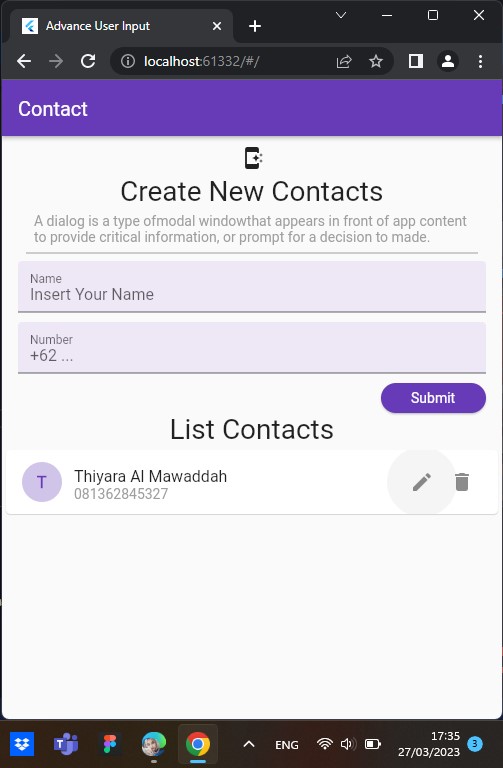 Advance User Input
localhost:61332/#/
Contact
Create New Contacts
A dialog is a type ofmodal windowthat appears in front of app content
to provide critical information, or prompt for a decision to made.
Name
Insert Your Name
Number
+62 ...
Submit
List Contacts
T
Thiyara Al Mawaddah
081362845327
ENG
17:35
27/03/2023
3